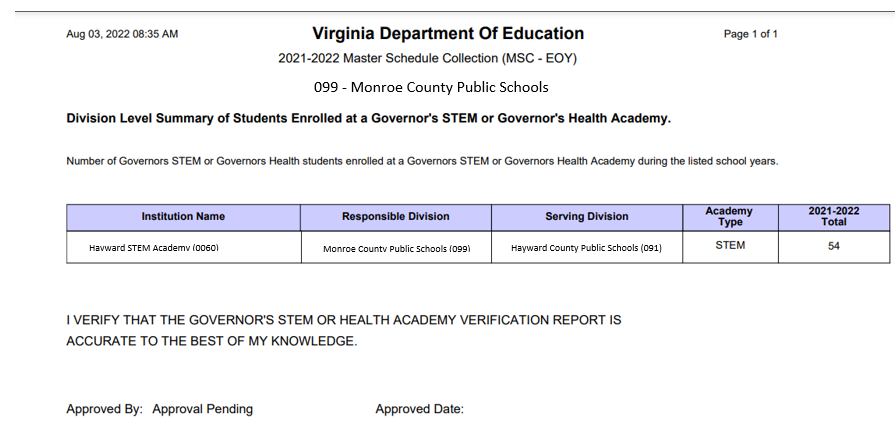 Aug 03, 2022 08:35 AM Virginia Department Of Education Page 1 of 1
2021-2022 Master Schedule Collection (MSC - EOY)
099 - Monroe County Public Schools
Division Level Summary of Students Enrolled at a Governor's STEM or Governor's Health Academy.
Number of Governors STEM or Governors Health students enrolled at a Governors STEM or Governors Health Academy during the listed school years.
Institution Name Responsible Division Serving Division Academy Type 2021-2022 Total
Hayward STEM Academy (0060) Monroe County Public Schools (099) Hayward County Public Schools (091) STEM 54
I VERIFY THAT THE GOVERNOR'S STEM OR HEALTH ACADEMY VERIFICATION REPORT IS
ACCURATE TO THE BEST OF MY KNOWLEDGE.
Approved By: Approval Pending Approved Date: